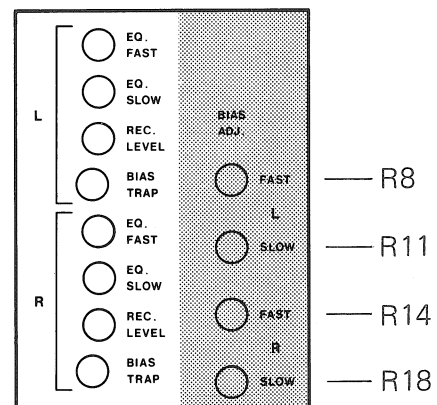 L
EQ.
FAST
EQ.
SLOW
REC.
LEVEL
BIAS
TRAP
R
EQ.
FAST
EQ.
SLOW
REC.
LEVEL
BIAS
TRAP
BIAS
ADJ.
FAST
R8
L
SLOW
R11
FAST
R14
R
SLOW
R18